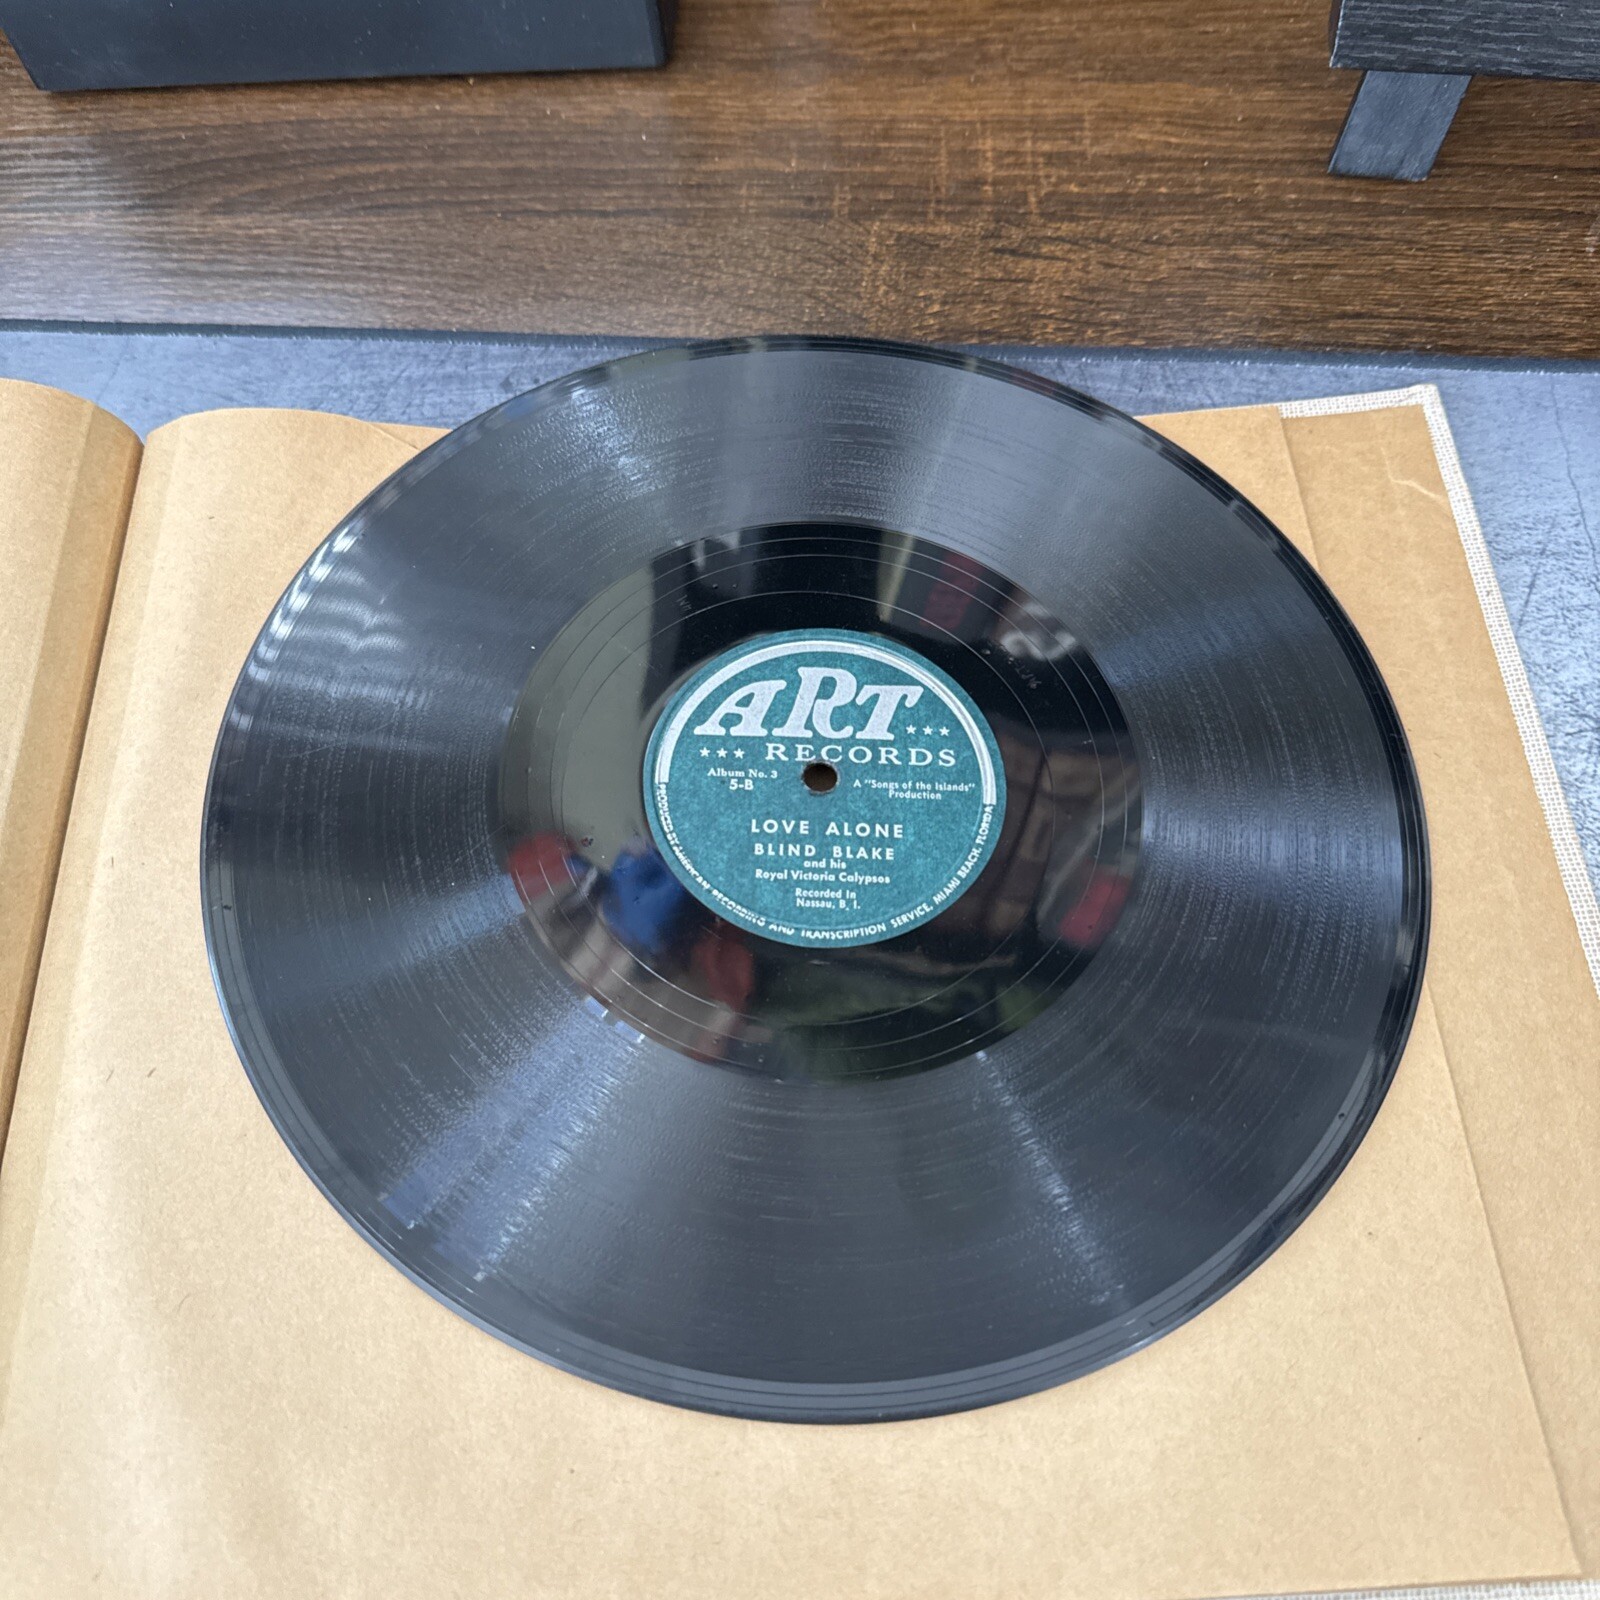 ART
RECORDS
Album No. 3
5-B
A "Songs of the Islands"
Production
LOVE ALONE
BLIND BLAKE
and his
Royal Victoria Calypsos
Recorded In
Nassau, B. I.
PRODUCED BY AMERICAN RECORDING AND TRANSCRIPTION SERVICE, MIAMI BEACH, FLORIDA